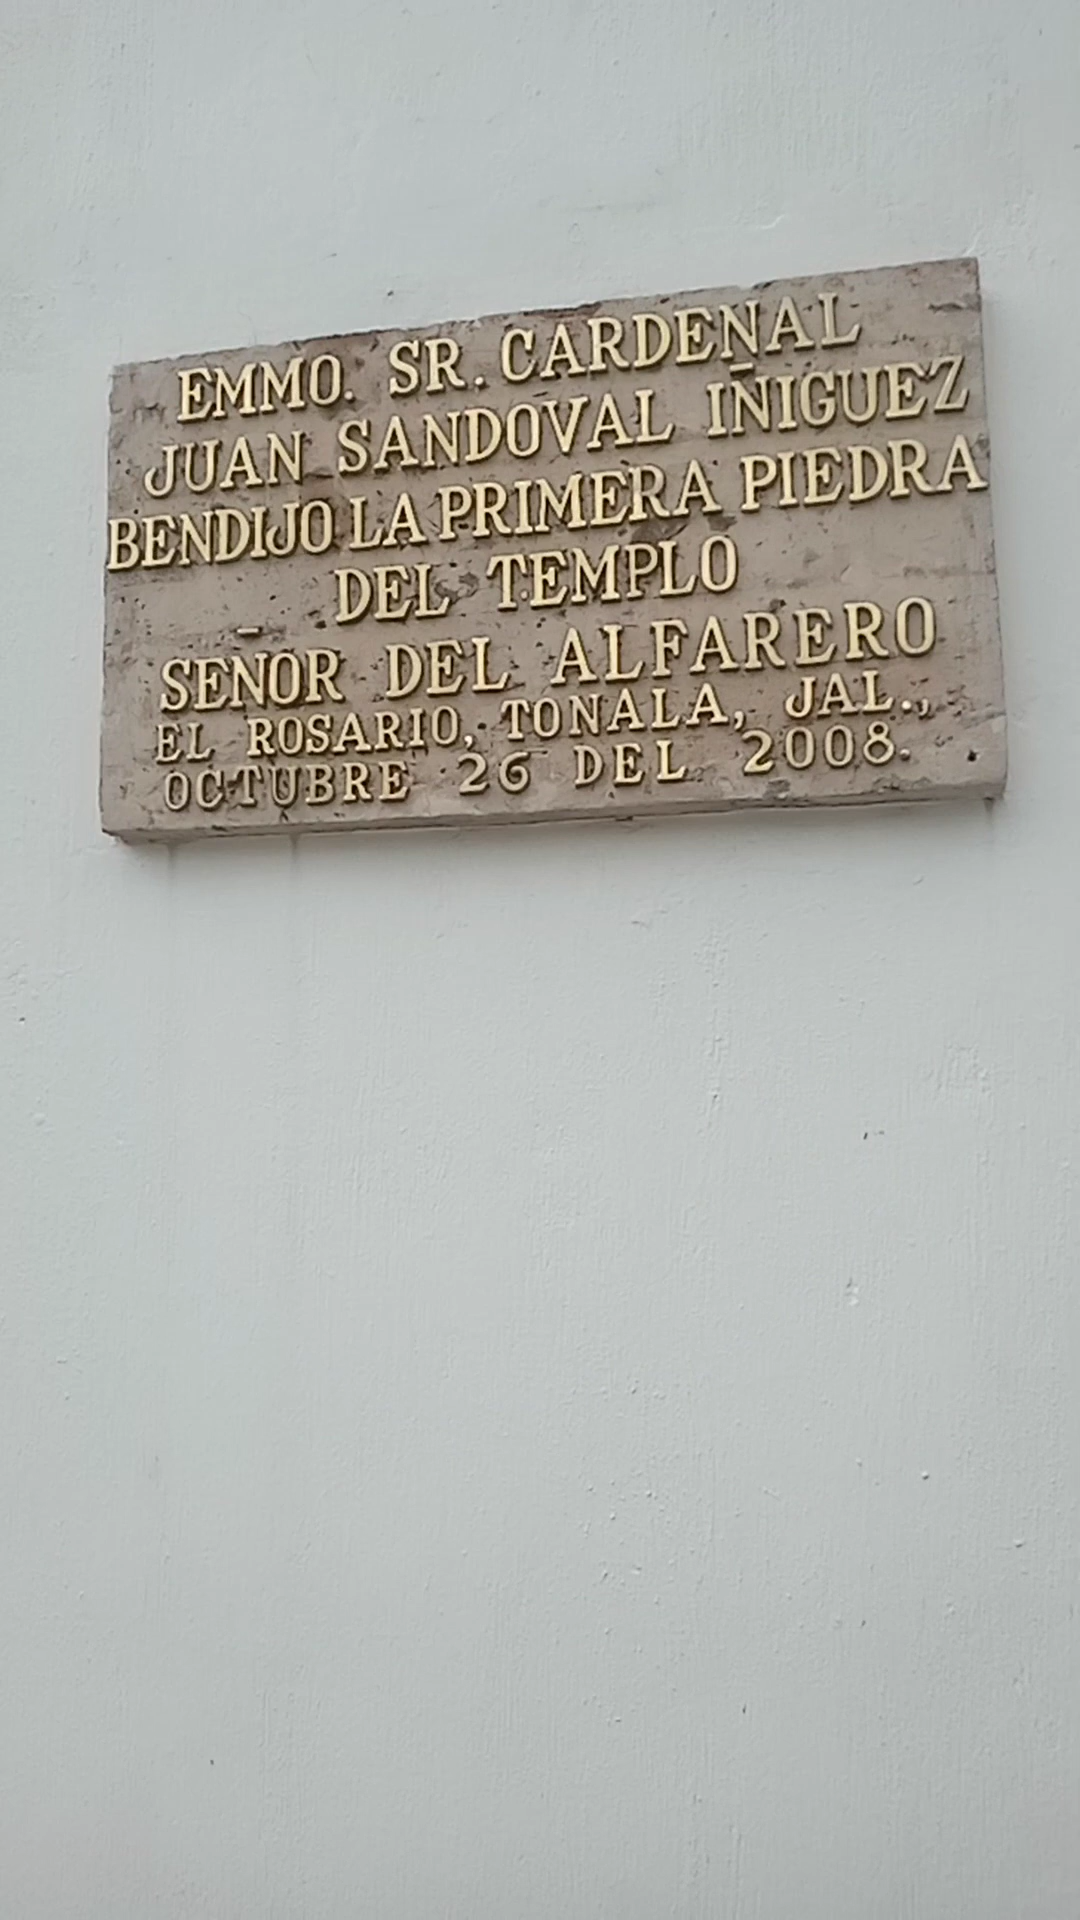 EMMO. SR. CARDENAL
JUAN SANDOVAL IÑIGUEZ
BENDIJO LA PRIMERA PIEDRA
DEL TEMPLO
SEÑOR DEL ALFARERO
EL ROSARIO, TONALA, JAL.,
OCTUBRE 26 DEL 2008.